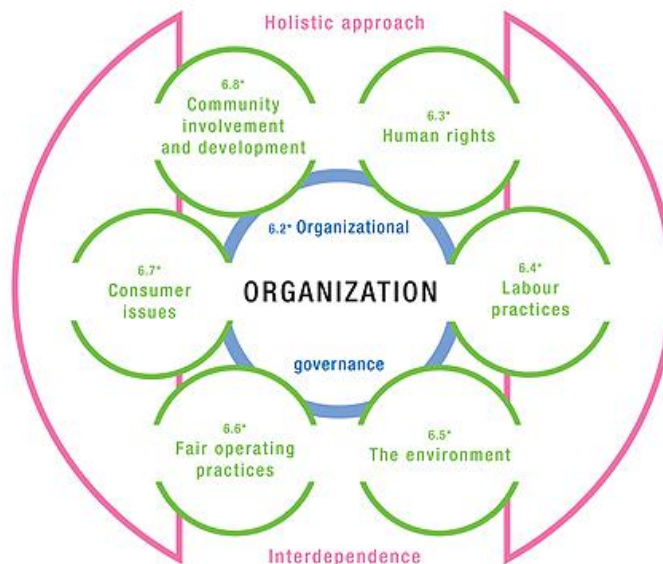 Holistic approach
6.8*
Community
involvement
and development
6.3*
Human rights
6.2* Organizational
6.7*
Consumer
issues
ORGANIZATION
6.4*
Labour
practices
governance
6.6*
Fair operating
practices
6.5*
The environment
Interdependence